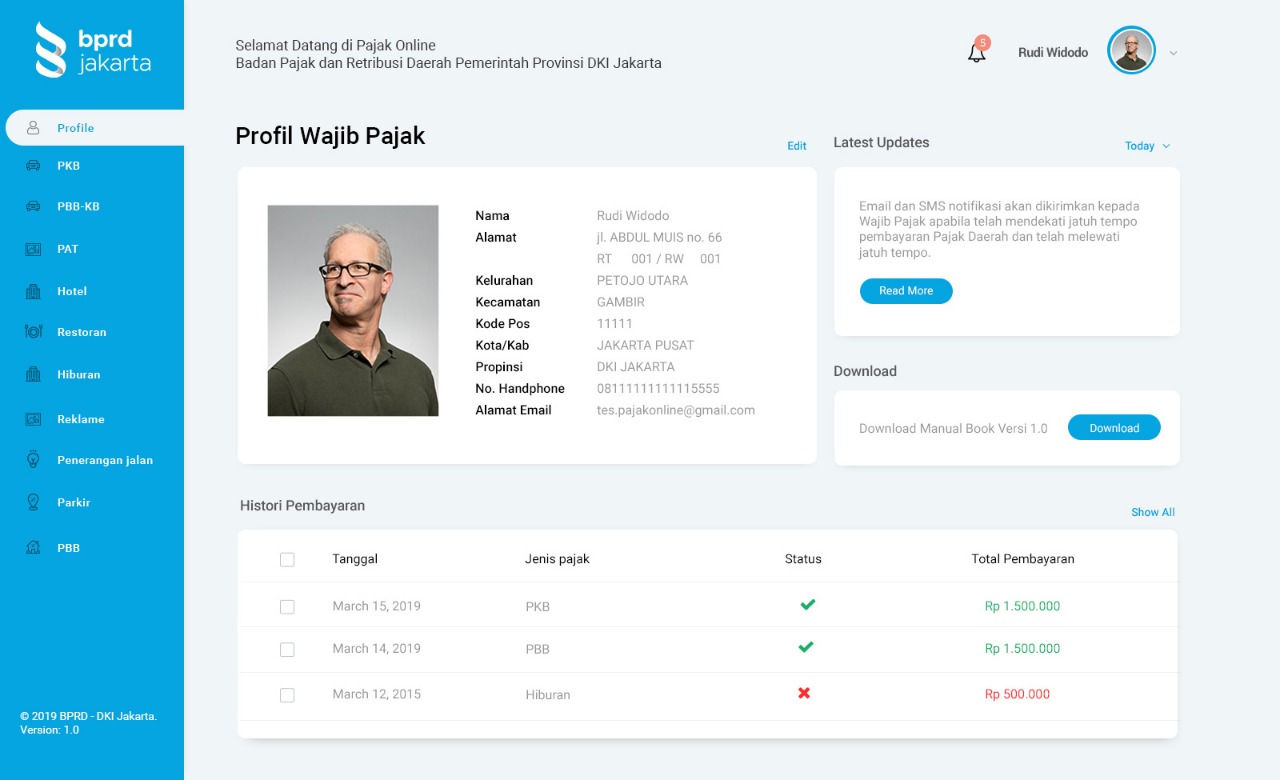 bprd
jakarta
Selamat Datang di Pajak Online
Badan Pajak dan Retribusi Daerah Pemerintah Provinsi DKI Jakarta
5
Rudi Widodo
Profile
PKB
PBB-KB
PAT
Hotel
Restoran
Hiburan
Reklame
Penerangan jalan
Parkir
PBB
© 2019 BPRD - DKI Jakarta.
Version: 1.0
Profil Wajib Pajak
Edit
Nama Rudi Widodo
Alamat jl. ABDUL MUIS no. 66
RT 001 / RW 001
Kelurahan PETOJO UTARA
Kecamatan GAMBIR
Kode Pos 11111
Kota/Kab JAKARTA PUSAT
Propinsi DKI JAKARTA
No. Handphone 08111111111115555
Alamat Email tes.pajakonline@gmail.com
Latest Updates
Today
Email dan SMS notifikasi akan dikirimkan kepada
Wajib Pajak apabila telah mendekati jatuh tempo
pembayaran Pajak Daerah dan telah melewati
jatuh tempo.
Read More
Download
Download Manual Book Versi 1.0 Download
Histori Pembayaran
Show All
Tanggal Jenis pajak Status Total Pembayaran
March 15, 2019 PKB Rp 1.500.000
March 14, 2019 PBB Rp 1.500.000
March 12, 2015 Hiburan Rp 500.000